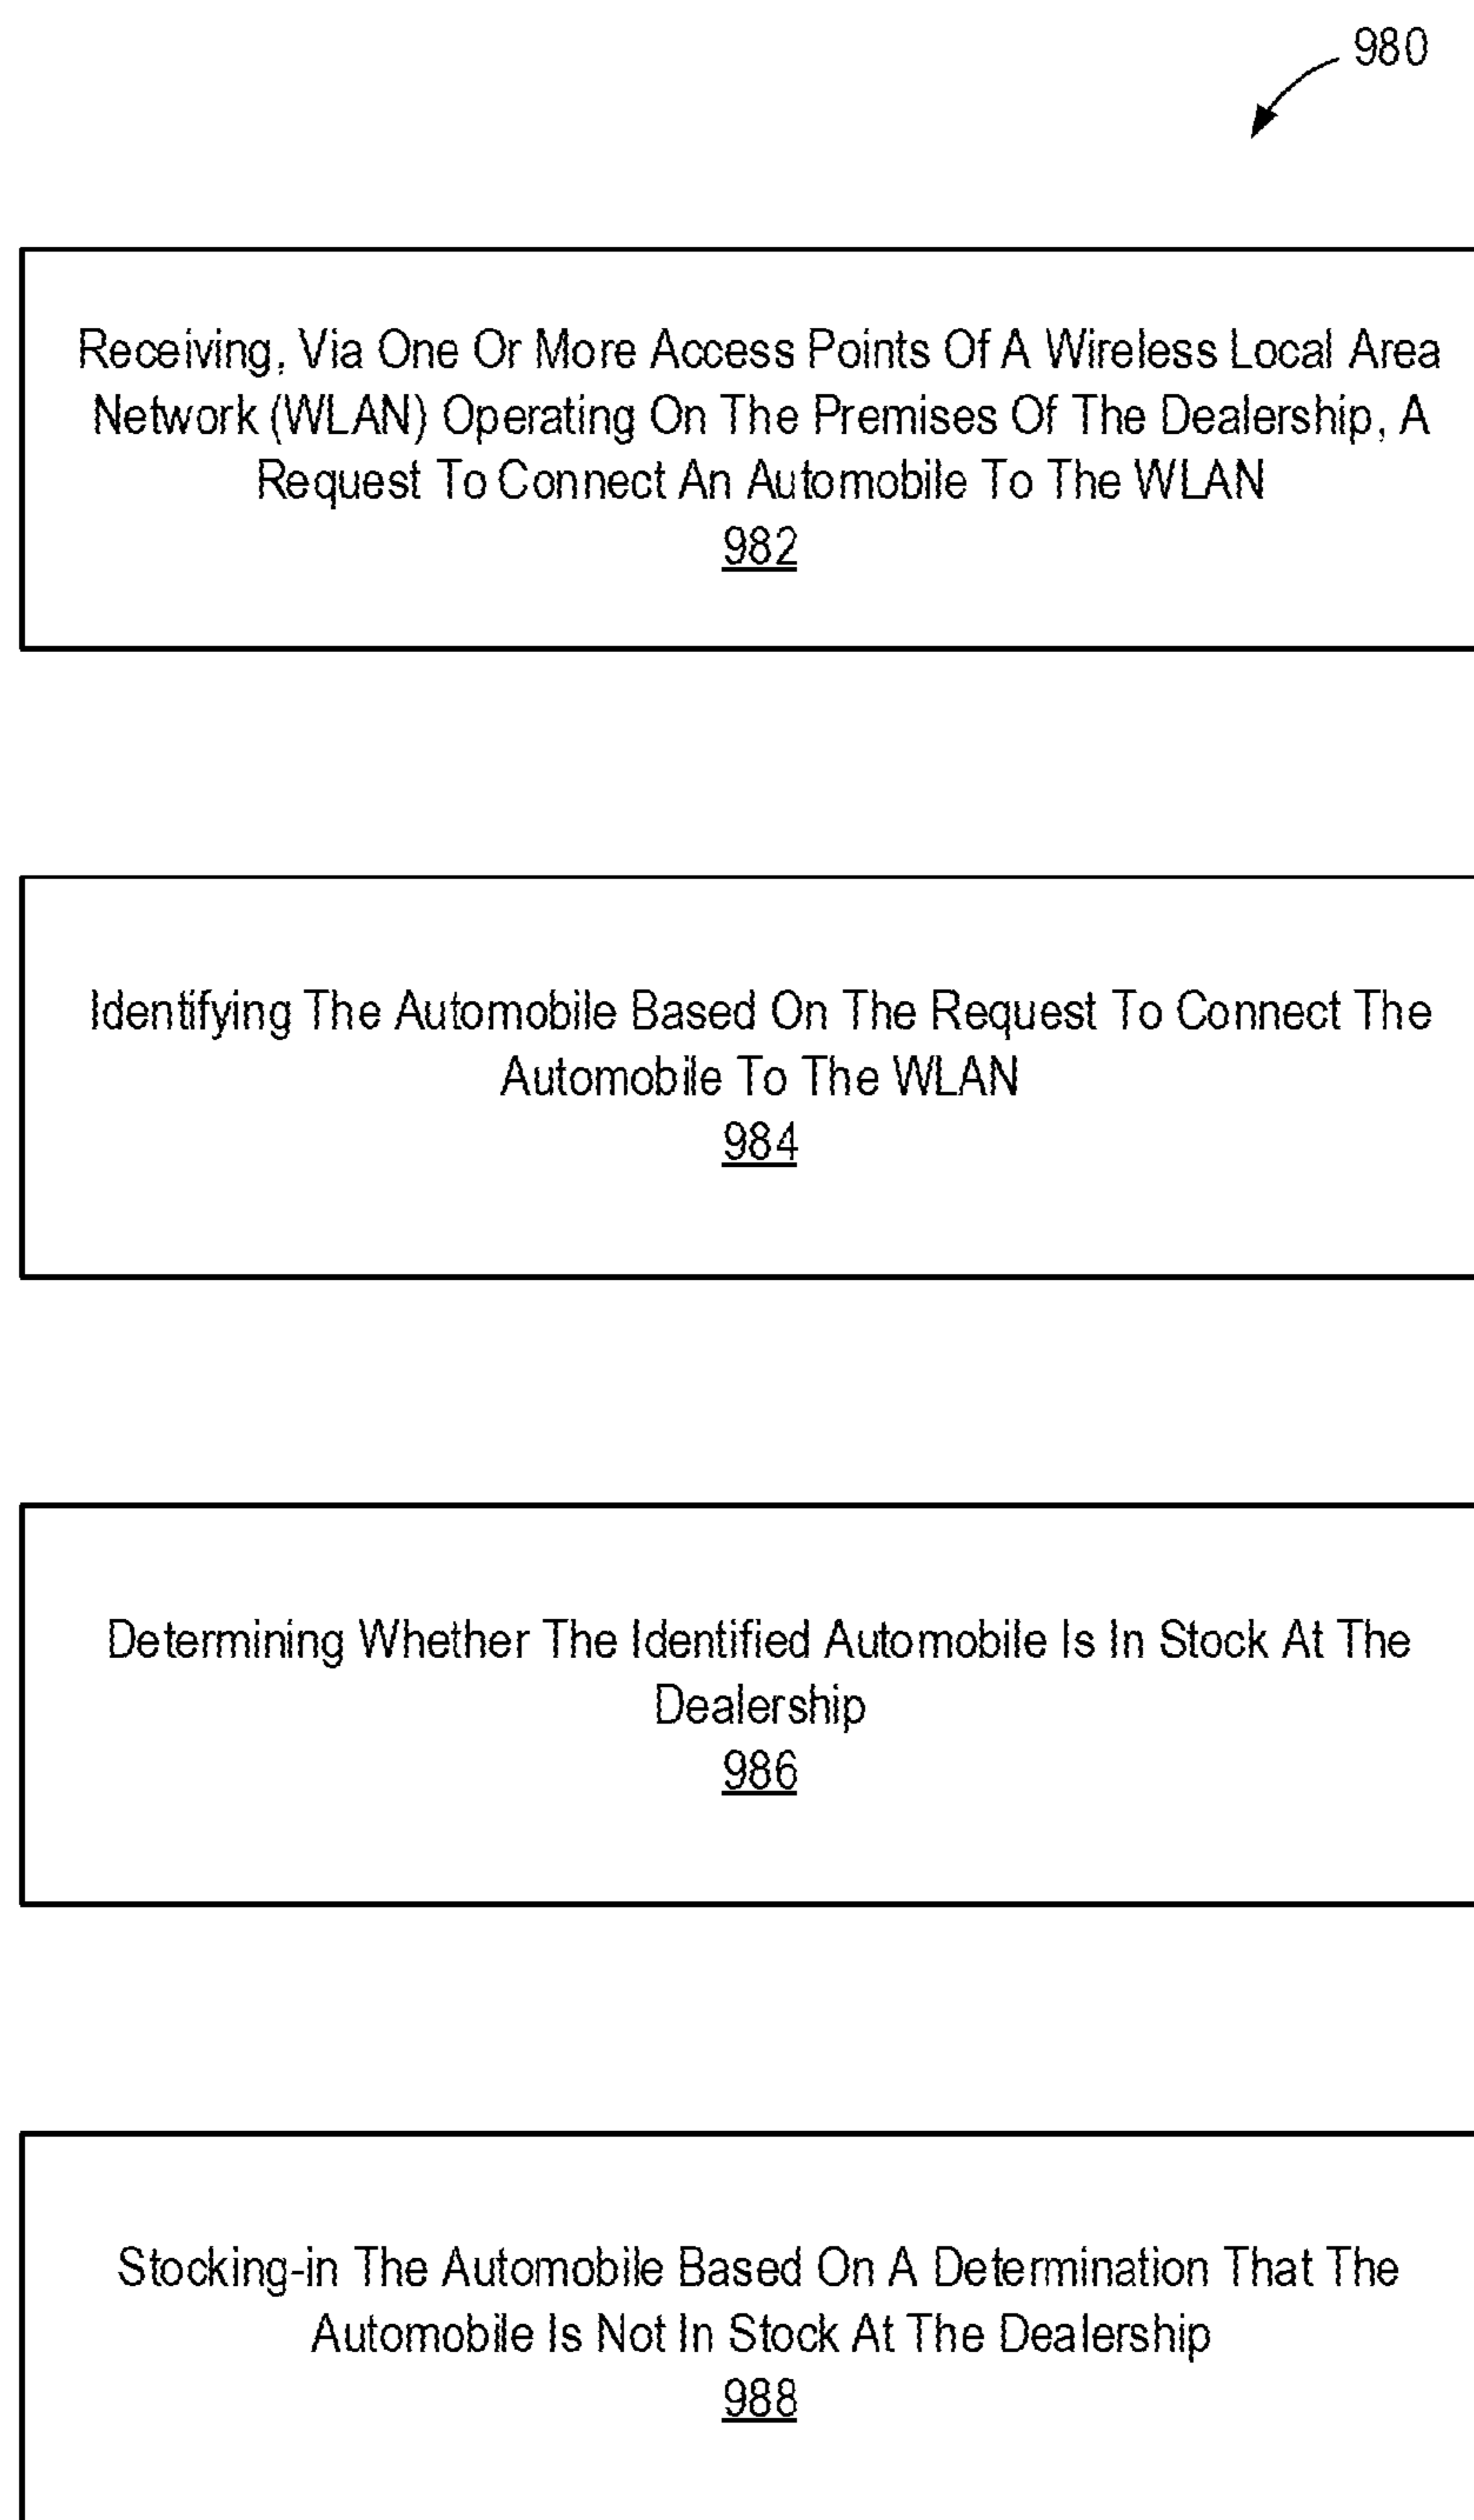 980
Receiving, Via One Or More Access Points Of A Wireless Local Area
Network (WLAN) Operating On The Premises Of The Dealership, A
Request To Connect An Automobile To The WLAN
982
Identifying The Automobile Based On The Request To Connect The
Automobile To The WLAN
984
Determining Whether The Identified Automobile Is In Stock At The
Dealership
986
Stocking-in The Automobile Based On A Determination That The
Automobile Is Not In Stock At The Dealership
988